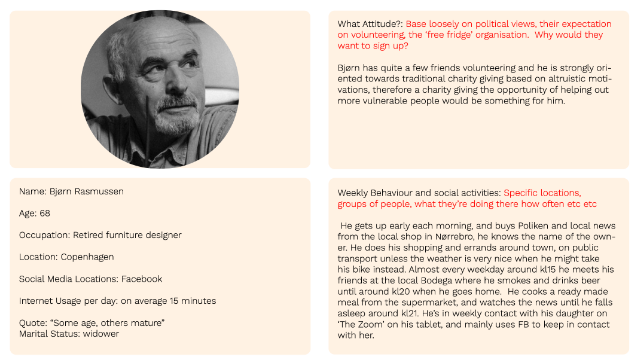 What Attitude?: Base loosely on political views, their expectation
on volunteering, the 'free fridge' organisation.  Why would they
want to sign up?
Bjørn has quite a few friends volunteering and he is strongly ori-
ented towards traditional charity giving based on altruistic moti-
vations, therefore a charity giving the opportunity of helping out
more vulnerable people would be something for him.
Name: Bjørn Rasmussen
Age: 68
Occupation: Retired furniture designer
Location: Copenhagen
Social Media Locations: Facebook
Internet Usage per day: on average 15 minutes
Quote: "Some age, others mature"
Marital Status: widower
Weekly Behaviour and social activities: Specific locations,
groups of people, what they're doing there how often etc etc
He gets up early each morning, and buys Poliken and local news
from the local shop in Nørrebro, he knows the name of the own-
er. He does his shopping and errands around town, on public
transport unless the weather is very nice when he might take
his bike instead. Almost every weekday around kl15 he meets his
friends at the local Bodega where he smokes and drinks beer
until around kl20 when he goes home.  He cooks a ready made
meal from the supermarket, and watches the news until he falls
asleep around kl21. He's in weekly contact with his daughter on
'The Zoom' on his tablet, and mainly uses FB to keep in contact
with her.